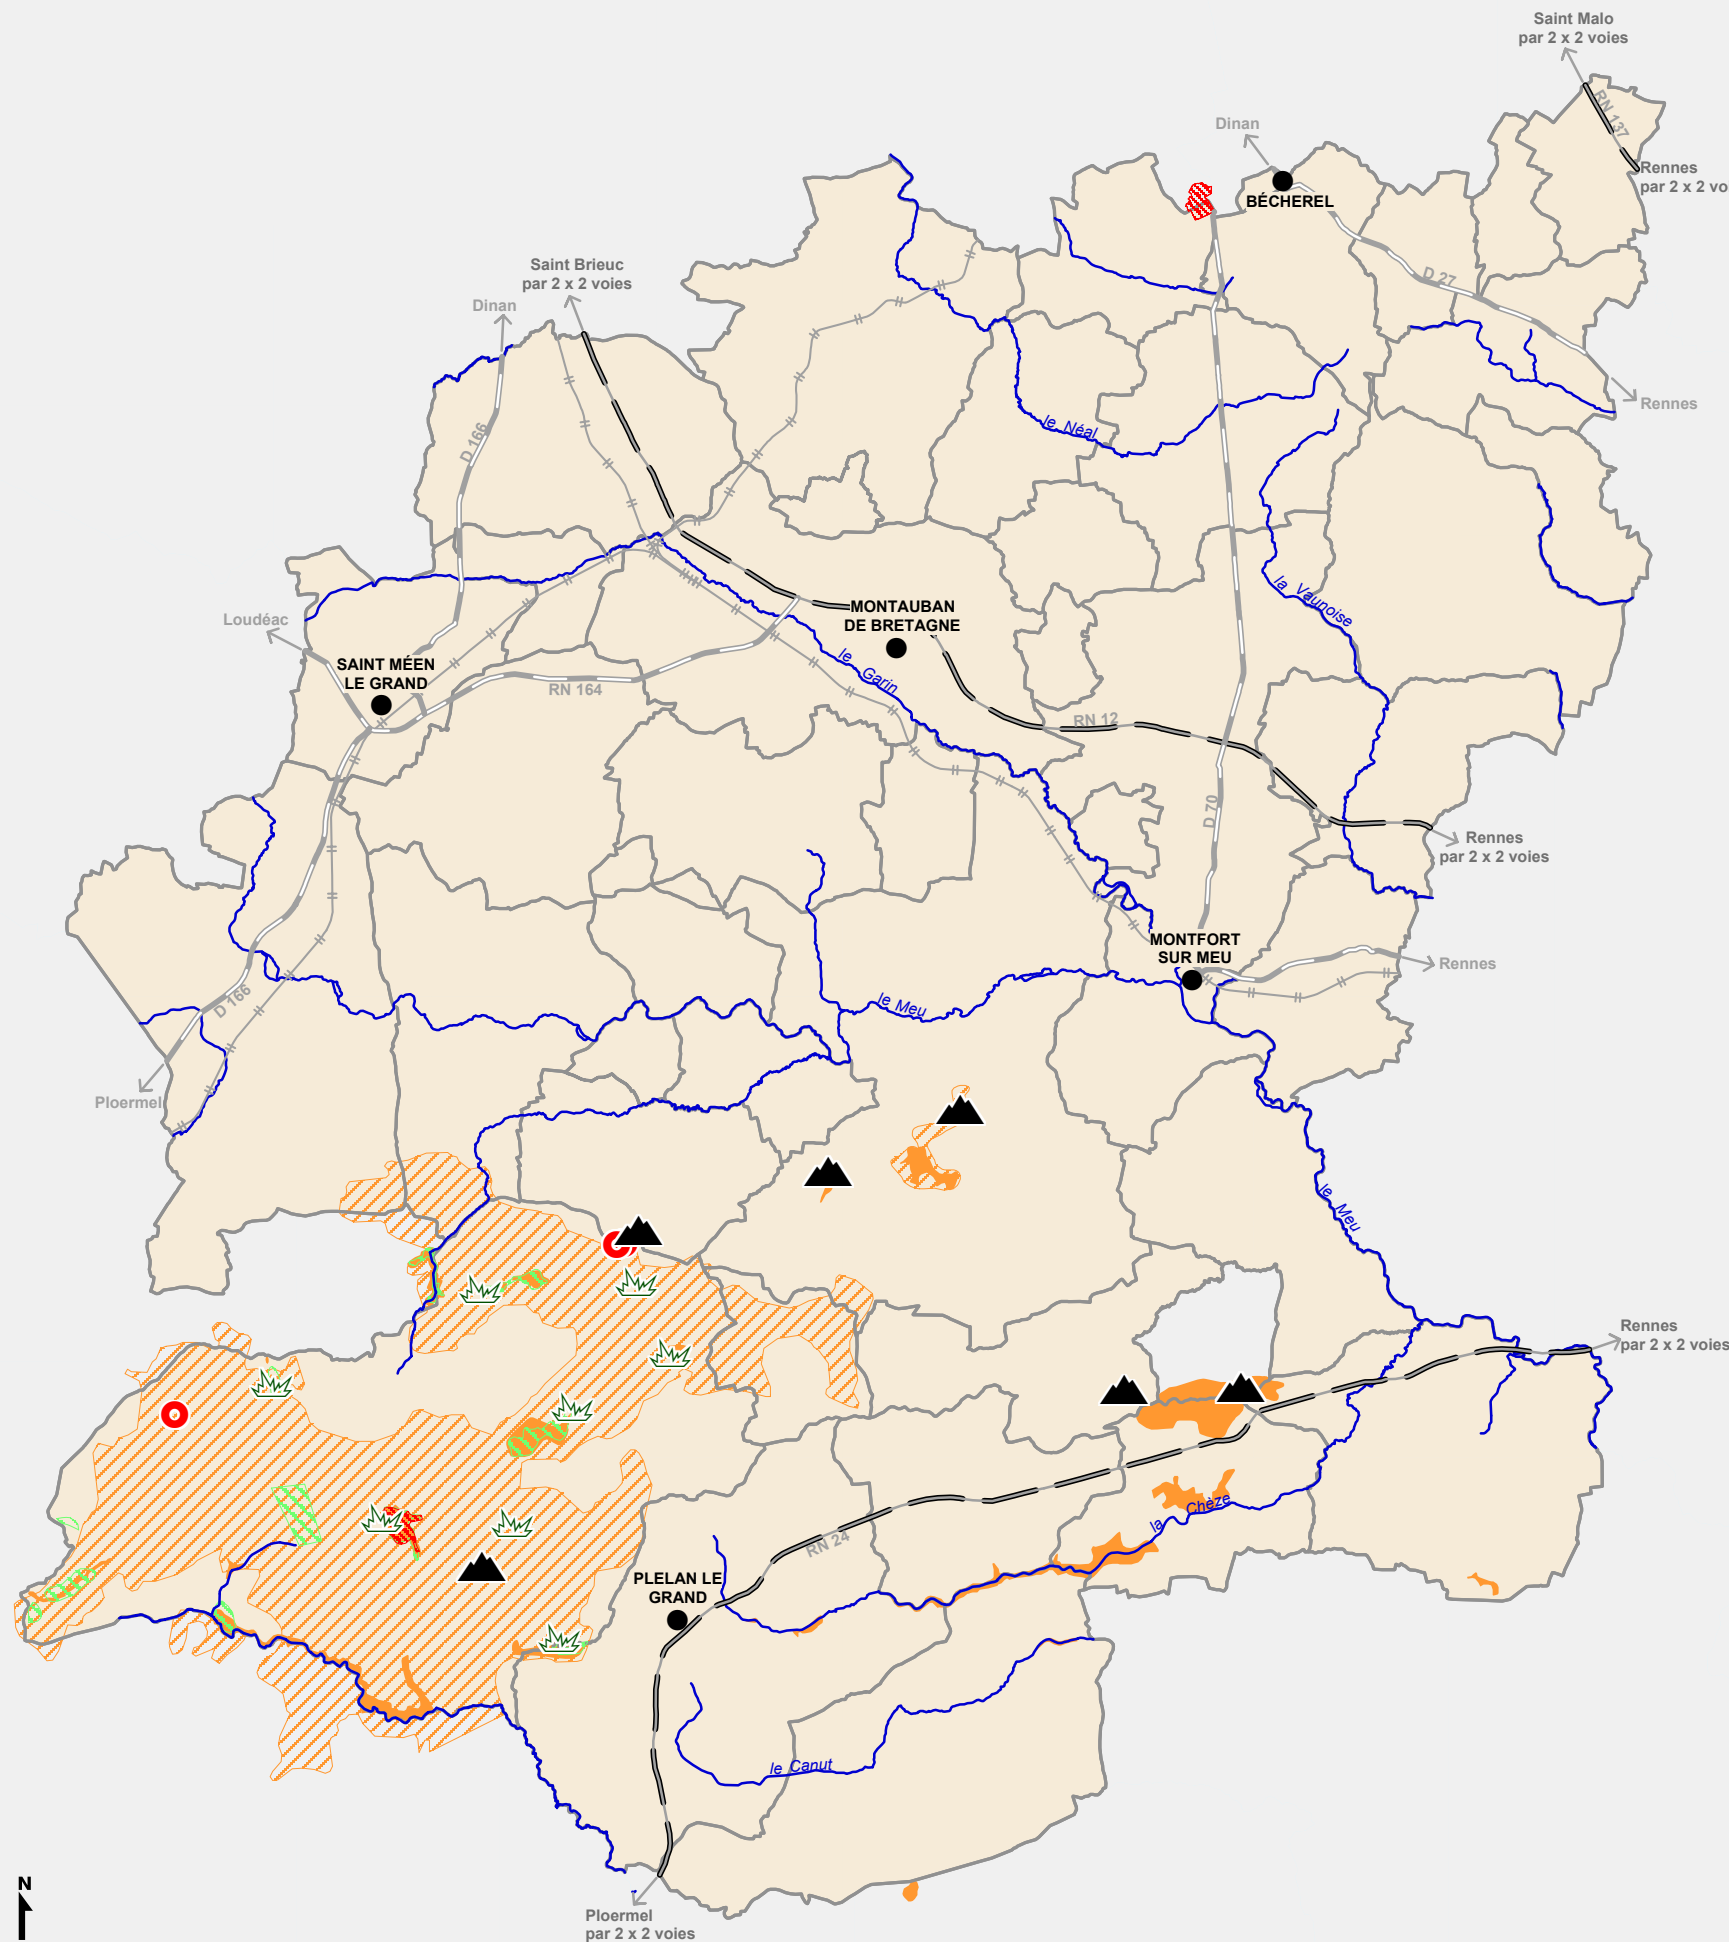 Saint Malo
par 2 x 2 voies
RN 137
Dinan
Rennes
par 2 x 2 vo
BÉCHEREL
Saint Brieuc
par 2 x 2 voies
Dinan
D 27
Rennes
le Néal
D 166
la Vaunoise
Loudéac
MONTAUBAN
DE BRETAGNE
SAINT MÉEN
LE GRAND
le Garin
RN 164
RN 12
D 70
Rennes
par 2 x 2 voies
MONTFORT
SUR MEU
Rennes
D 166
le Meu
Ploermel
le Meu
Rennes
par 2 x 2 voies
la Chèze
RN 24
PLELAN LE
GRAND
le Canut
N
Ploermel
par 2 x 2 voies